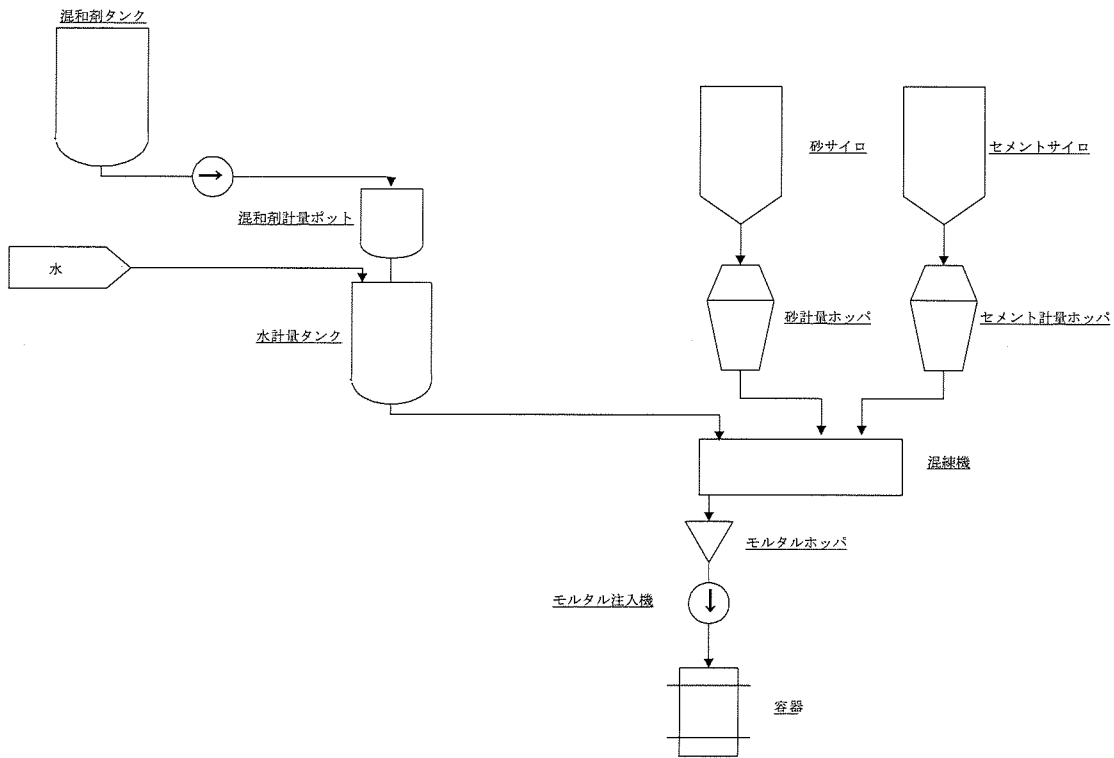 混和剤タンク
砂サイロ
セメントサイロ
混和剤計量ポット
水
水計量タンク
砂計量ホッパ
セメント計量ホッパ
混練機
モルタルホッパ
モルタル注入機
容器